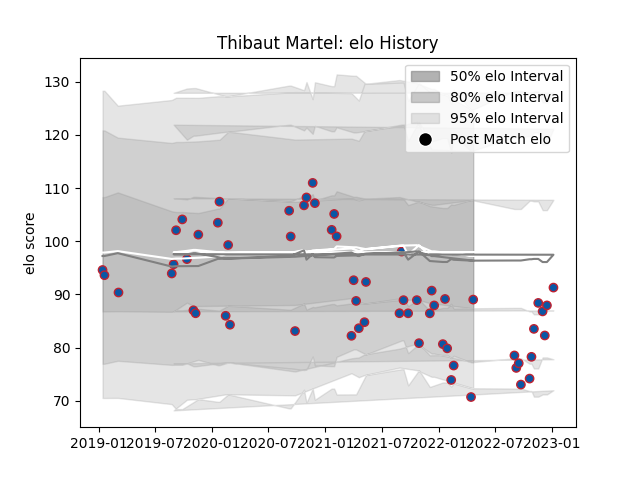 Thibaut Martel: elo History
130
120
110
100
90
80
70
elo score
50% elo Interval
80% elo Interval
95% elo Interval
Post Match elo
2019-01 2019-07 2020-01 2020-07 2021-01 2021-07 2022-01 2022-07 2023-01